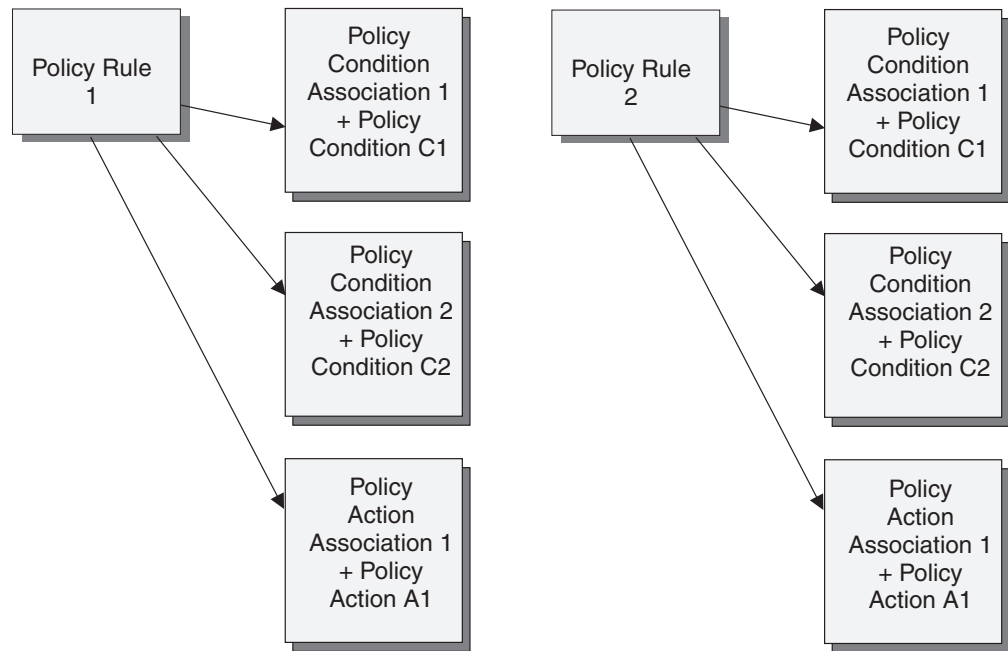 Policy Rule
1
Policy
Condition
Association 1
+ Policy
Condition C1
Policy
Condition
Association 2
+ Policy
Condition C2
Policy
Action
Association 1
+ Policy
Action A1
Policy Rule
2
Policy
Condition
Association 1
+ Policy
Condition C1
Policy
Condition
Association 2
+ Policy
Condition C2
Policy
Action
Association 1
+ Policy
Action A1